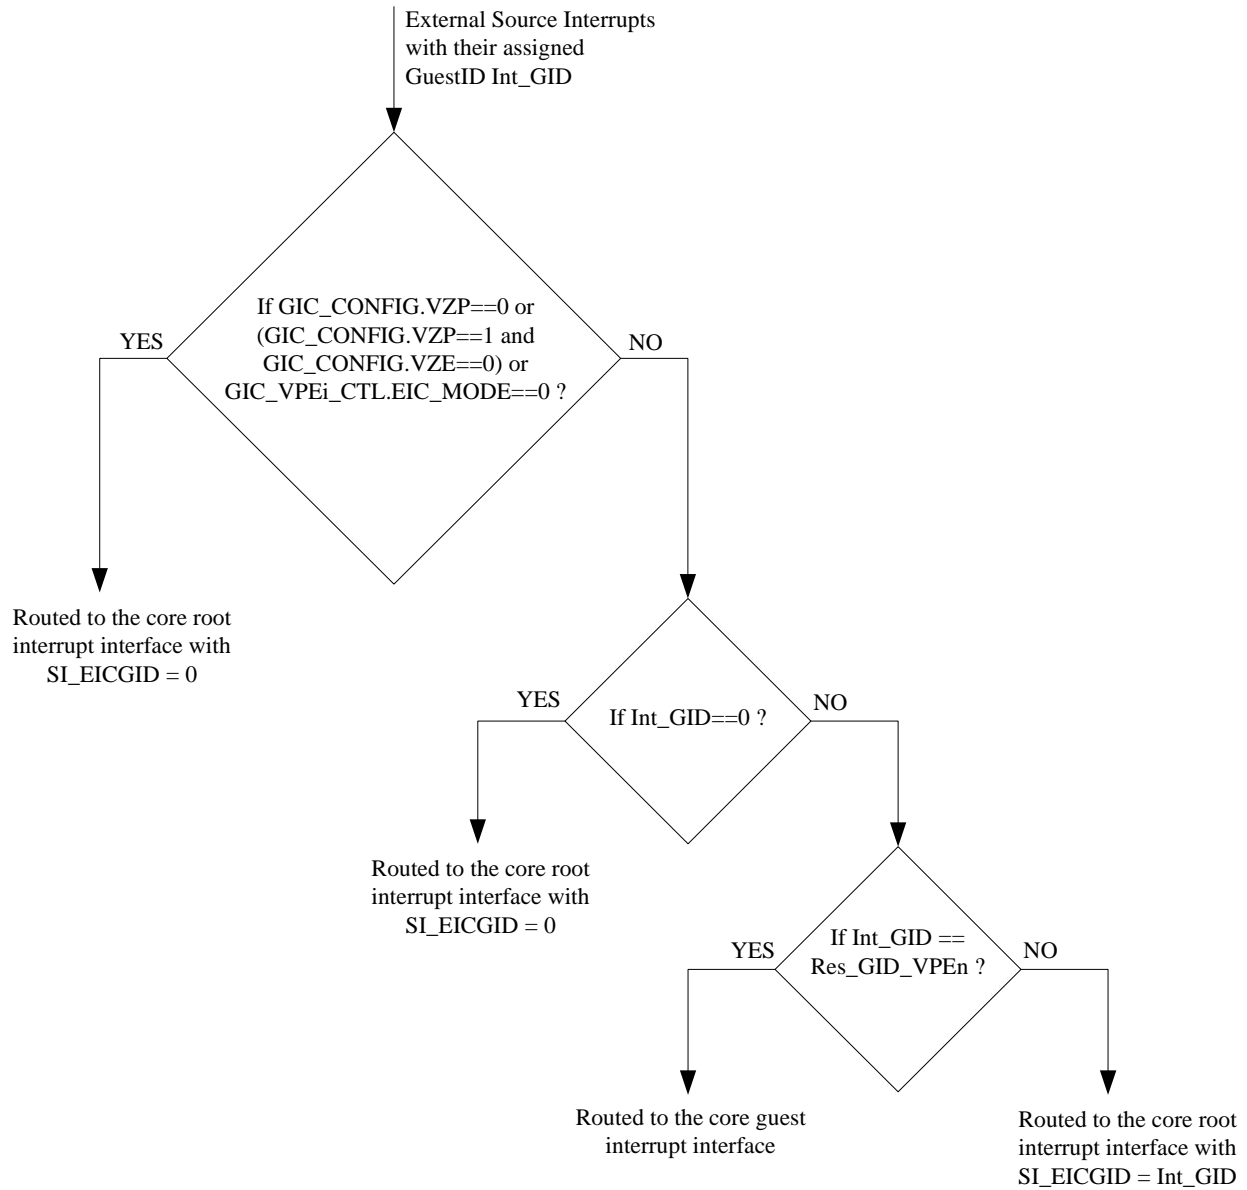 External Source Interrupts
with their assigned
GuestID Int_GID
If GIC_CONFIG.VZP==0 or
(GIC_CONFIG.VZP==1 and
GIC_CONFIG.VZE==0) or
GIC_VPEi_CTL.EIC_MODE==0 ?
YES
NO
Routed to the core root
interrupt interface with
SI_EICGID = 0
If Int_GID==0 ?
YES
NO
Routed to the core root
interrupt interface with
SI_EICGID = 0
If Int_GID ==
Res_GID_VPEn ?
YES
NO
Routed to the core guest
interrupt interface
Routed to the core root
interrupt interface with
SI_EICGID = Int_GID